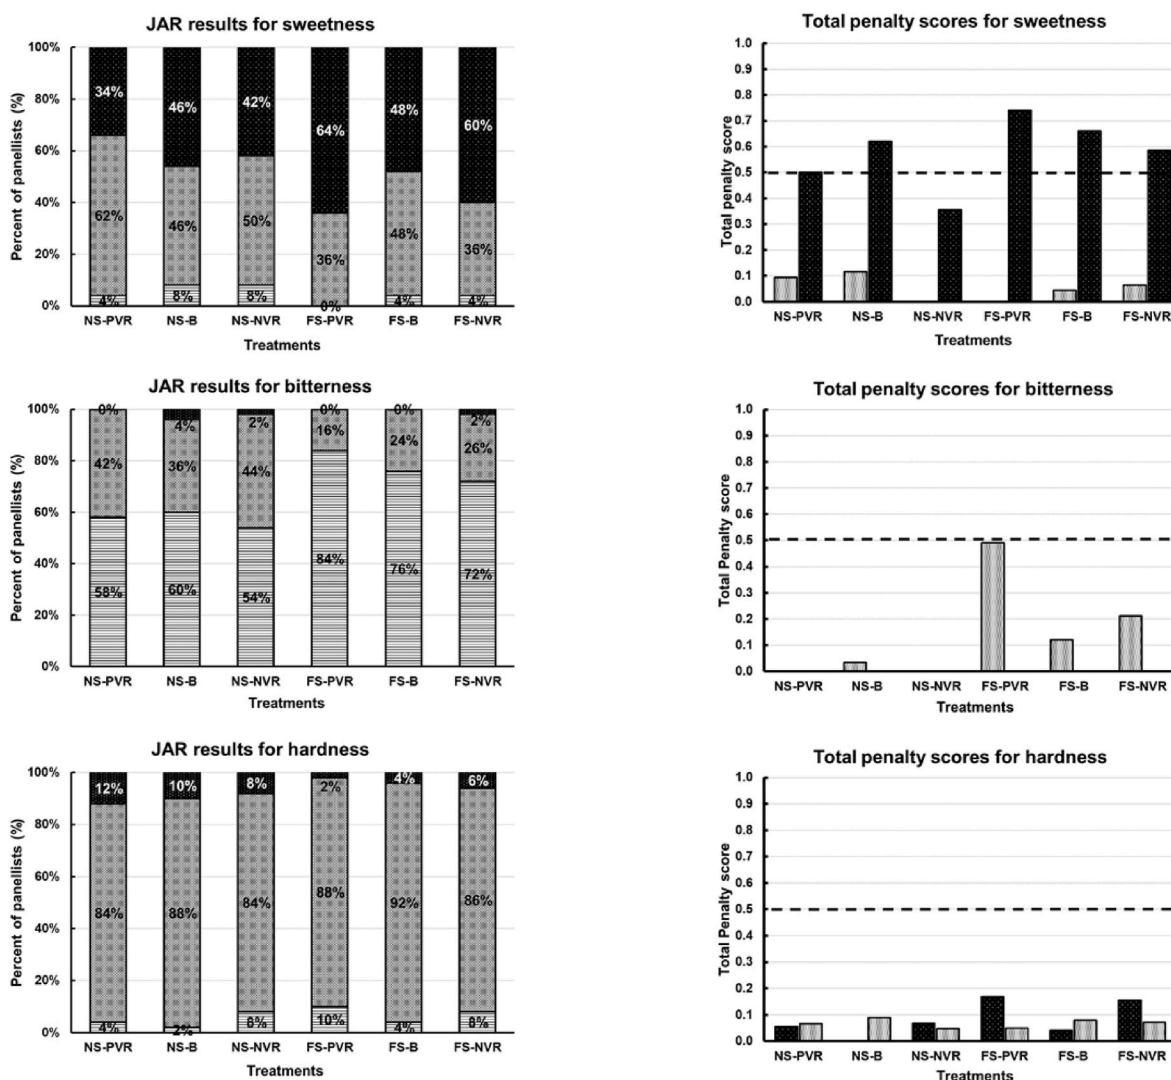 JAR results for sweetness
100%
80%
60%
40%
20%
0%
Percent of panellists (%)
34% 46% 42% 64% 48% 60%
62% 46% 50% 36% 48% 36%
4% 8% 8% 0% 4% 4%
NS-PVR NS-B NS-NVR FS-PVR FS-B FS-NVR
Treatments
Total penalty scores for sweetness
1.0
0.9
0.8
0.7
0.6
0.5
0.4
0.3
0.2
0.1
0.0
Total penalty score
NS-PVR NS-B NS-NVR FS-PVR FS-B FS-NVR
Treatments
JAR results for bitterness
100%
80%
60%
40%
20%
0%
Percent of panellists (%)
0% 4% 2% 0% 0% 2%
42% 36% 44% 16% 24% 26%
58% 60% 54% 84% 76% 72%
NS-PVR NS-B NS-NVR FS-PVR FS-B FS-NVR
Treatments
Total penalty scores for bitterness
1.0
0.9
0.8
0.7
0.6
0.5
0.4
0.3
0.2
0.1
0.0
Total Penalty score
NS-PVR NS-B NS-NVR FS-PVR FS-B FS-NVR
Treatments
JAR results for hardness
100%
80%
60%
40%
20%
0%
Percent of panellists (%)
12% 10% 8% 2% 4% 6%
84% 88% 84% 88% 92% 86%
4% 2% 8% 10% 4% 8%
NS-PVR NS-B NS-NVR FS-PVR FS-B FS-NVR
Treatments
Total penalty scores for hardness
1.0
0.9
0.8
0.7
0.6
0.5
0.4
0.3
0.2
0.1
0.0
Total Penalty score
NS-PVR NS-B NS-NVR FS-PVR FS-B FS-NVR
Treatments